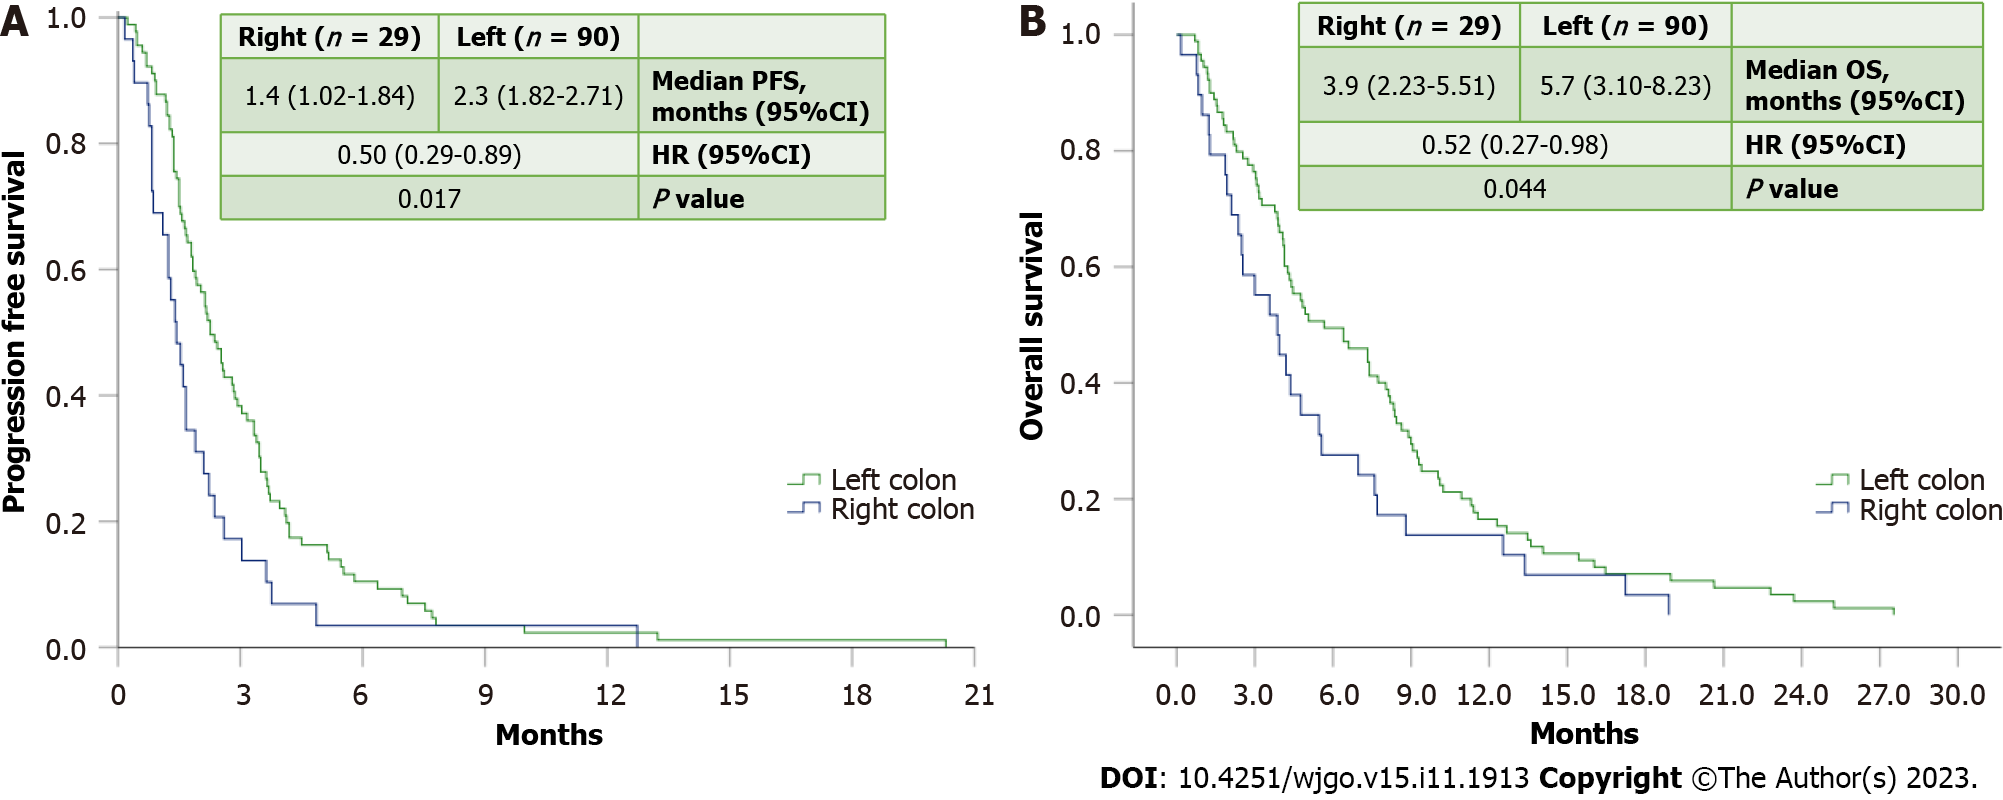 A
Right (n = 29) Left (n = 90)
1.4 (1.02-1.84) 2.3 (1.82-2.71) Median PFS,
months (95%CI)
0.50 (0.29-0.89) HR (95%CI)
0.017 P value
Progression free survival
1.0
0.8
0.6
0.4
0.2
0.0
Left colon
Right colon
0 3 6 9 12 15 18 21
Months
B
Right (n = 29) Left (n = 90)
3.9 (2.23-5.51) 5.7 (3.10-8.23) Median OS,
months (95%CI)
0.52 (0.27-0.98) HR (95%CI)
0.044 P value
Overall survival
1.0
0.8
0.6
0.4
0.2
0.0
Left colon
Right colon
0.0 3.0 6.0 9.0 12.0 15.0 18.0 21.0 24.0 27.0 30.0
Months
DOI: 10.4251/wjgo.v15.i11.1913 Copyright ©The Author(s) 2023.